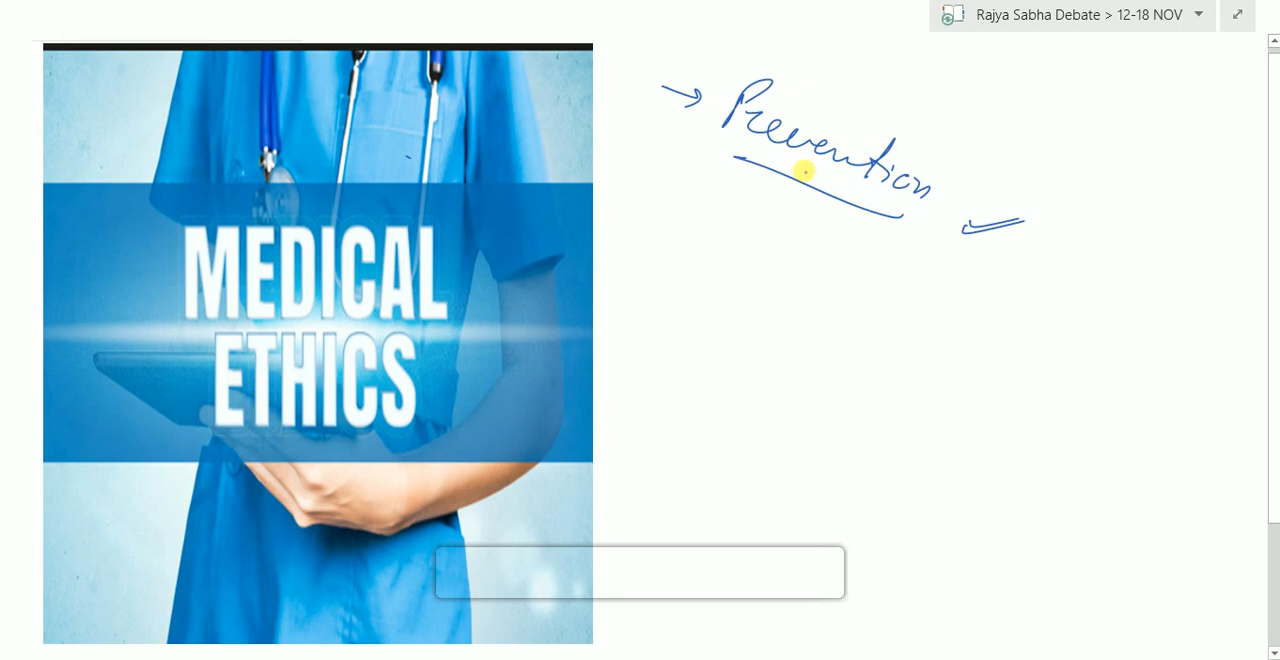 Rajya Sabha Debate > 12-18 NOV
→ Prevention
MEDICAL
ETHICS